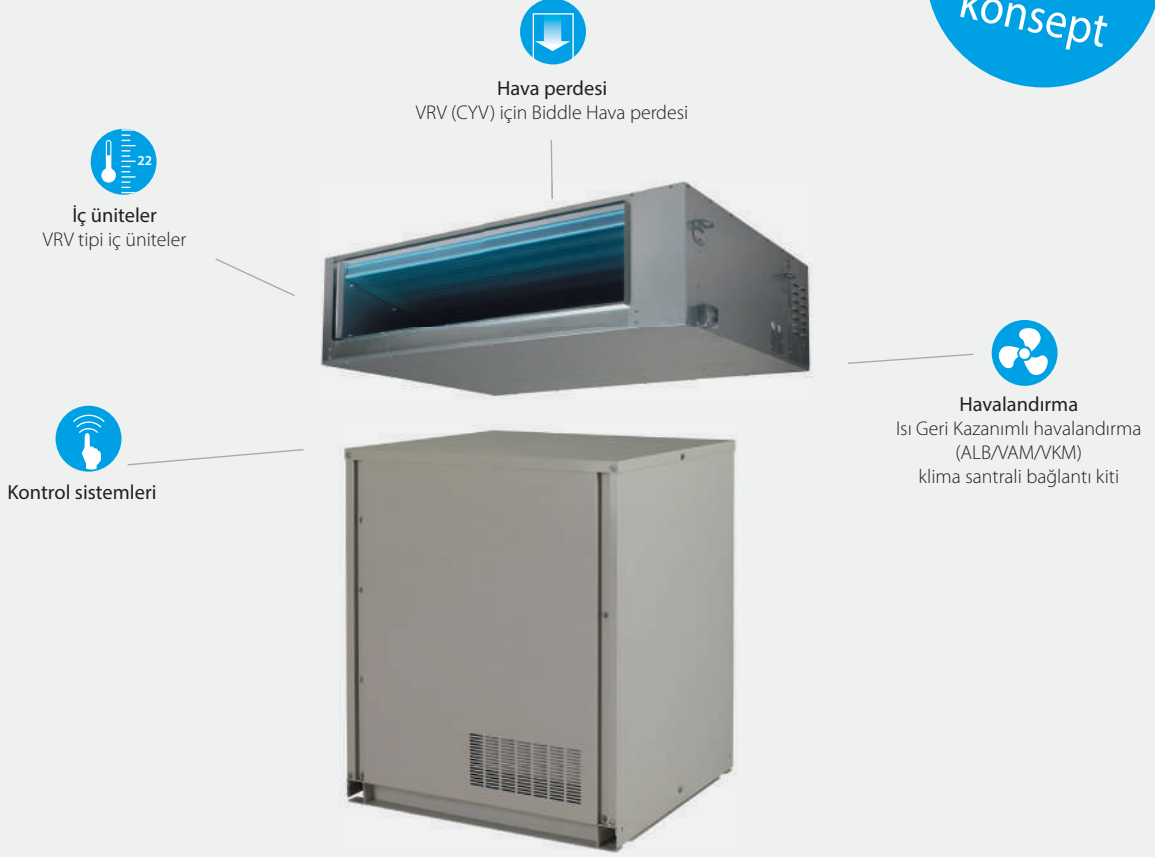 konsept
Hava perdesi
VRV (CYV) için Biddle Hava perdesi
22
İç üniteler
VRV tipi iç üniteler
Havalandırma
Isı Geri Kazanımlı havalandırma
(ALB/VAM/VKM)
klima santrali bağlantı kiti
Kontrol sistemleri